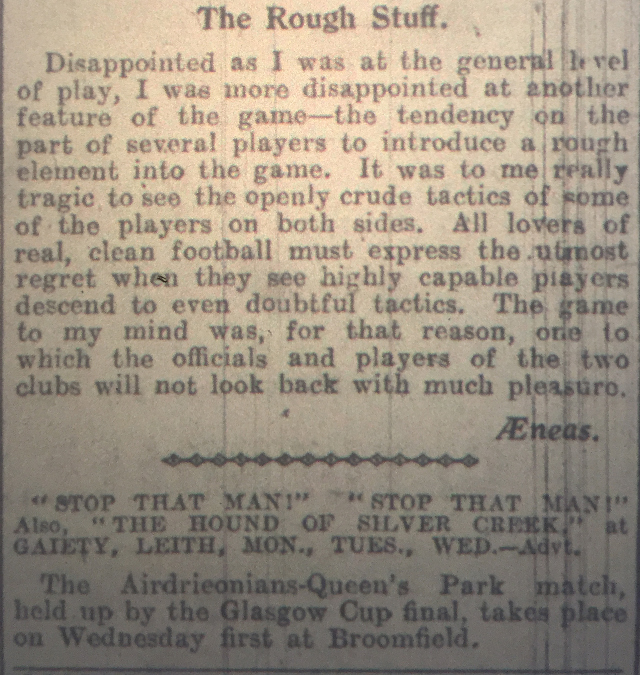 The Rough Stuff.
Disappointed as I was at the general level
of play, I was more disappointed at another
feature of the game—the tendency on the
part of several players to introduce a rough
element into the game. It was to me really
tragic to see the openly crude tactics of some
of the players on both sides. All lovers of
real, clean football must express the utmost
regret when they see highly capable players
descend to even doubtful tactics. The game
to my mind was, for that reason, one to
which the officials and players of the two
clubs will not look back with much pleasure.
Æneas.
"STOP THAT MAN!" "STOP THAT MAN!"
Also, "THE HOUND OF SILVER CREEK," at
GAIETY, LEITH, MON., TUES., WED.—Advt.
The Airdrieonians-Queen's Park match,
held up by the Glasgow Cup final, takes place
on Wednesday first at Broomfield.